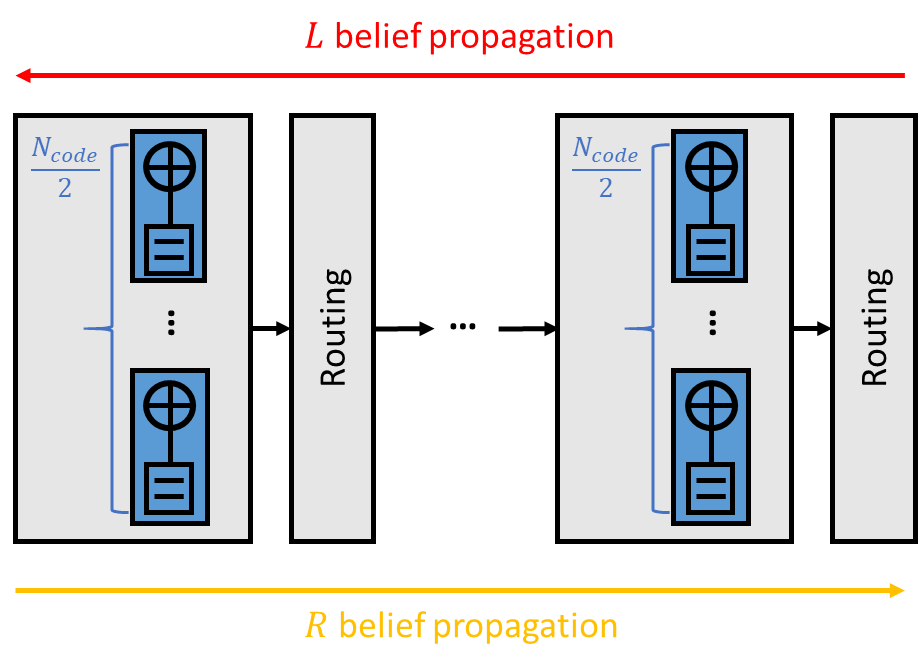 L belief propagation
N_code/2
N_code/2
...
...
...
Routing
Routing
R belief propagation